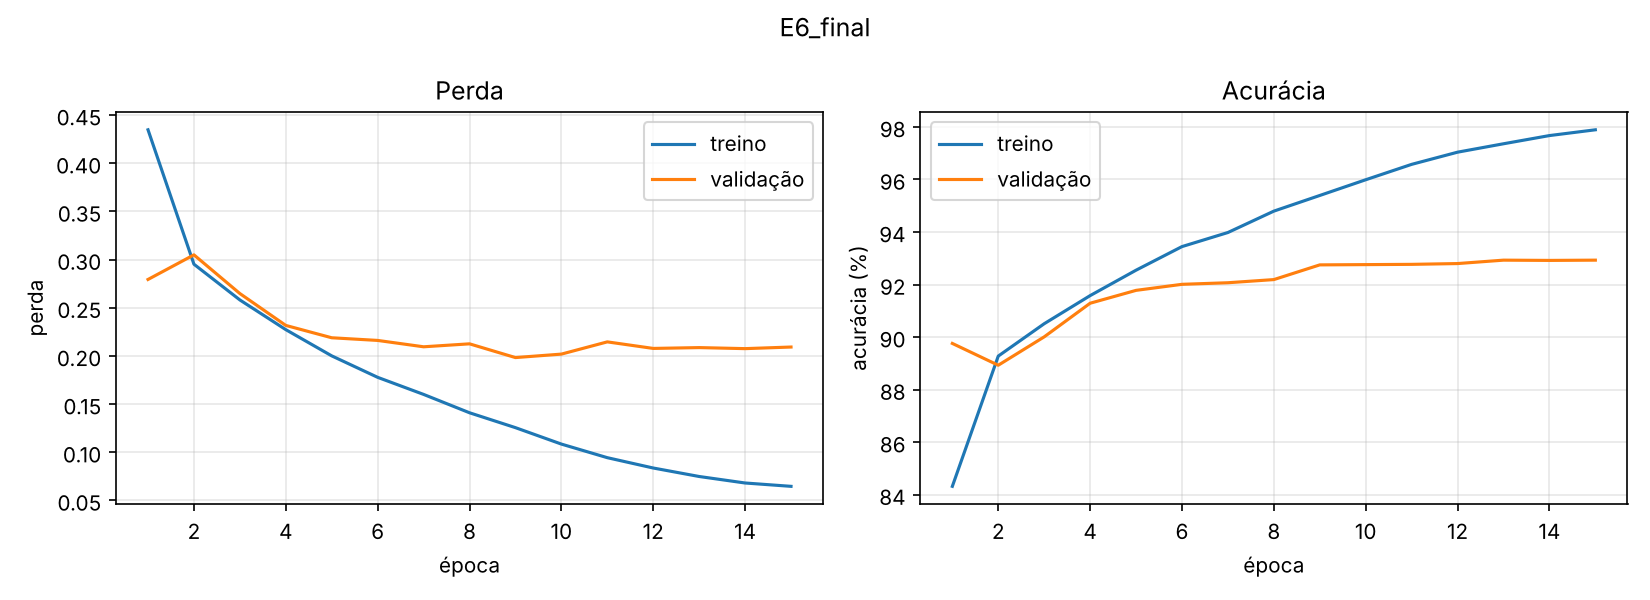 E6_final
Perda
0.45
0.40
0.35
0.30
0.25
0.20
0.15
0.10
0.05
perda
treino
validação
2 4 6 8 10 12 14
época
Acurácia
98
96
94
92
90
88
86
84
acurácia (%)
treino
validação
2 4 6 8 10 12 14
época